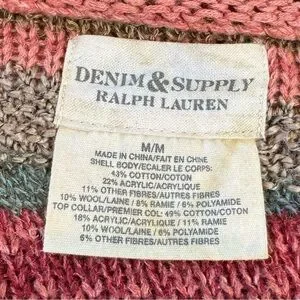 DENIM & SUPPLY
RALPH LAUREN
M/M
MADE IN CHINA/FAIT EN CHINE
SHELL BODY/ECALER LE CORPS:
43% COTTON/COTON
22% ACRYLIC/ACRYLIQUE
11% OTHER FIBRES/AUTRES FIBRES
10% WOOL/LAINE / 8% RAMIE / 6% POLYAMIDE
TOP COLLAR/PREMIER COL: 49% COTTON/COTON
18% ACRYLIC/ACRYLIQUE / 11% RAMIE
10% WOOL/LAINE / 6% POLYAMIDE
6% OTHER FIBRES/AUTRES FIBRES